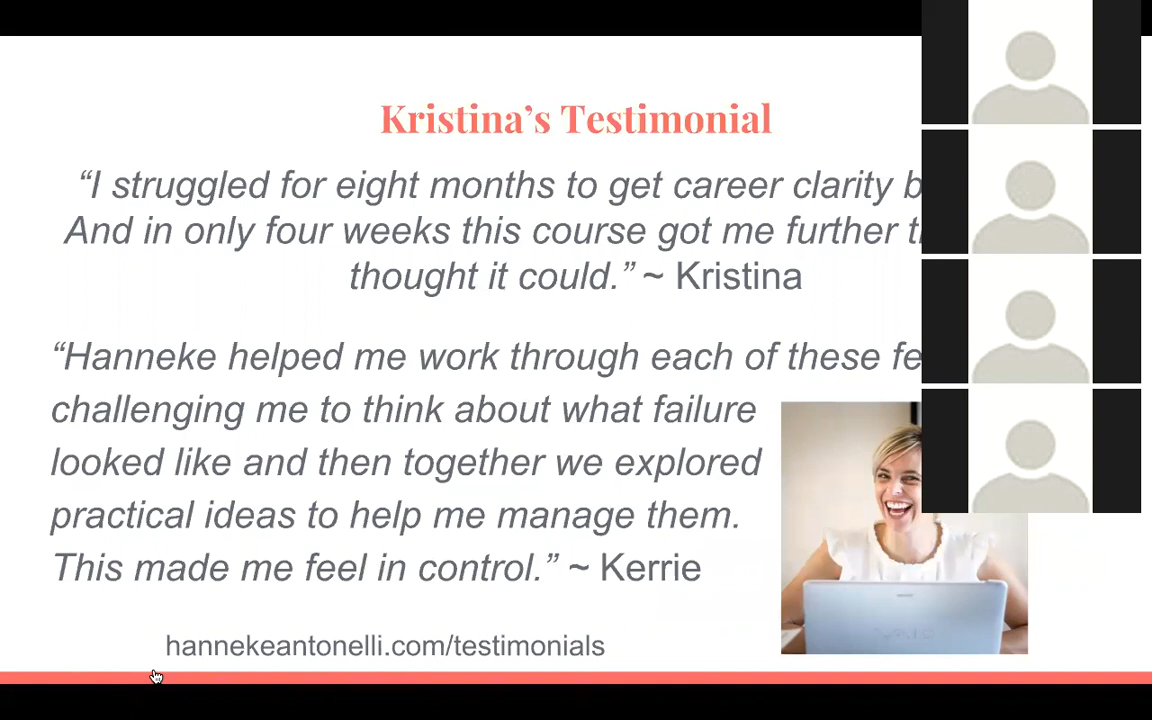 Kristina’s Testimonial
“I struggled for eight months to get career clarity
And in only four weeks this course got me further
thought it could.” ~ Kristina
“Hanneke helped me work through each of these
challenging me to think about what failure
looked like and then together we explored
practical ideas to help me manage them.
This made me feel in control.” ~ Kerrie
hannekeantonelli.com/testimonials